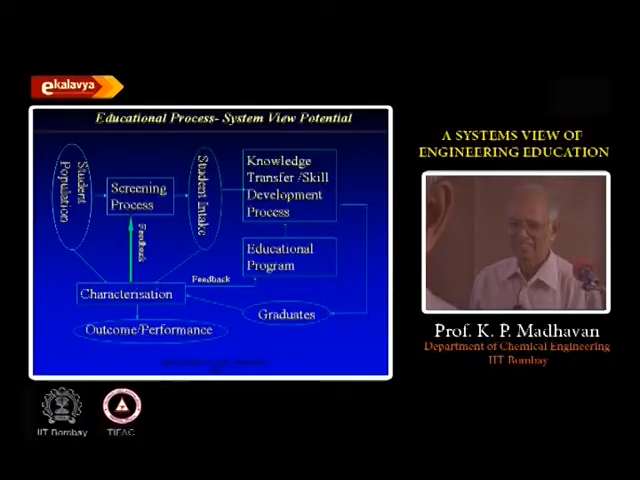 ekalavya
Educational Process- System View Potential
Student
Population
Screening
Process
Student Intake
Knowledge
Transfer /Skill
Development
Process
Feedback
Educational
Program
Feedback
Characterisation
Graduates
Outcome/Performance
A SYSTEMS VIEW OF
ENGINEERING EDUCATION
Prof. K. P. Madhavan
Department of Chemical Engineering
IIT Bombay
IIT Bombay
TIFAC